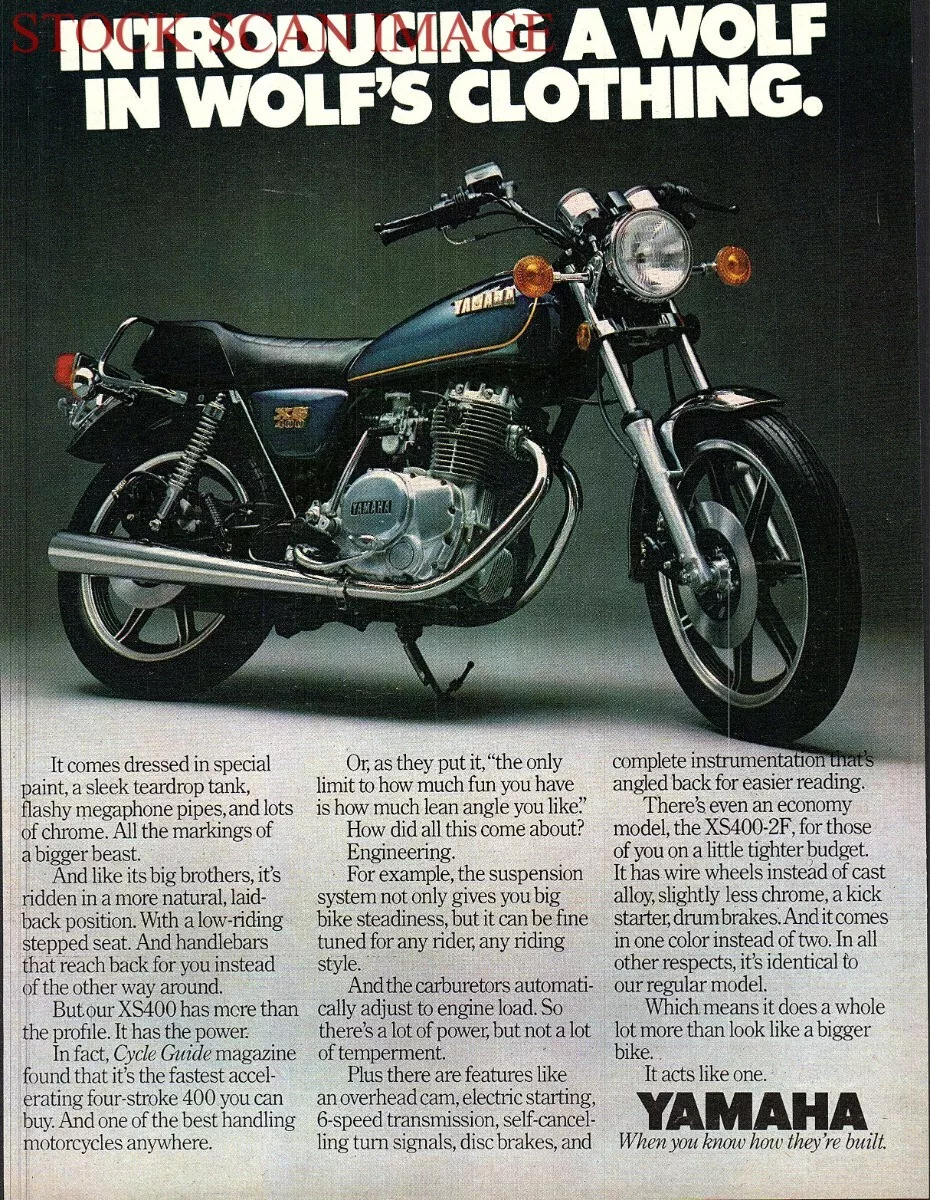 STOCK SCAN IMAGE
INTRODUCING A WOLF
IN WOLF'S CLOTHING.
YAMAHA
XS
400
YAMAHA
It comes dressed in special
paint, a sleek teardrop tank,
flashy megaphone pipes, and lots
of chrome. All the markings of
a bigger beast.
And like its big brothers, it's
ridden in a more natural, laid-
back position. With a low-riding
stepped seat. And handlebars
that reach back for you instead
of the other way around.
But our XS400 has more than
the profile. It has the power.
In fact, Cycle Guide magazine
found that it's the fastest accel-
erating four-stroke 400 you can
buy. And one of the best handling
motorcycles anywhere.
Or, as they put it, "the only
limit to how much fun you have
is how much lean angle you like."
How did all this come about?
Engineering.
For example, the suspension
system not only gives you big
bike steadiness, but it can be fine
tuned for any rider, any riding
style.
And the carburetors automati-
cally adjust to engine load. So
there's a lot of power, but not a lot
of temperment.
Plus there are features like
an overhead cam, electric starting,
6-speed transmission, self-cancel-
ling turn signals, disc brakes, and
complete instrumentation that's
angled back for easier reading.
There's even an economy
model, the XS400-2F, for those
of you on a little tighter budget.
It has wire wheels instead of cast
alloy, slightly less chrome, a kick
starter, drum brakes. And it comes
in one color instead of two. In all
other respects, it's identical to
our regular model.
Which means it does a whole
lot more than look like a bigger
bike.
It acts like one.
YAMAHA
When you know how they're built.